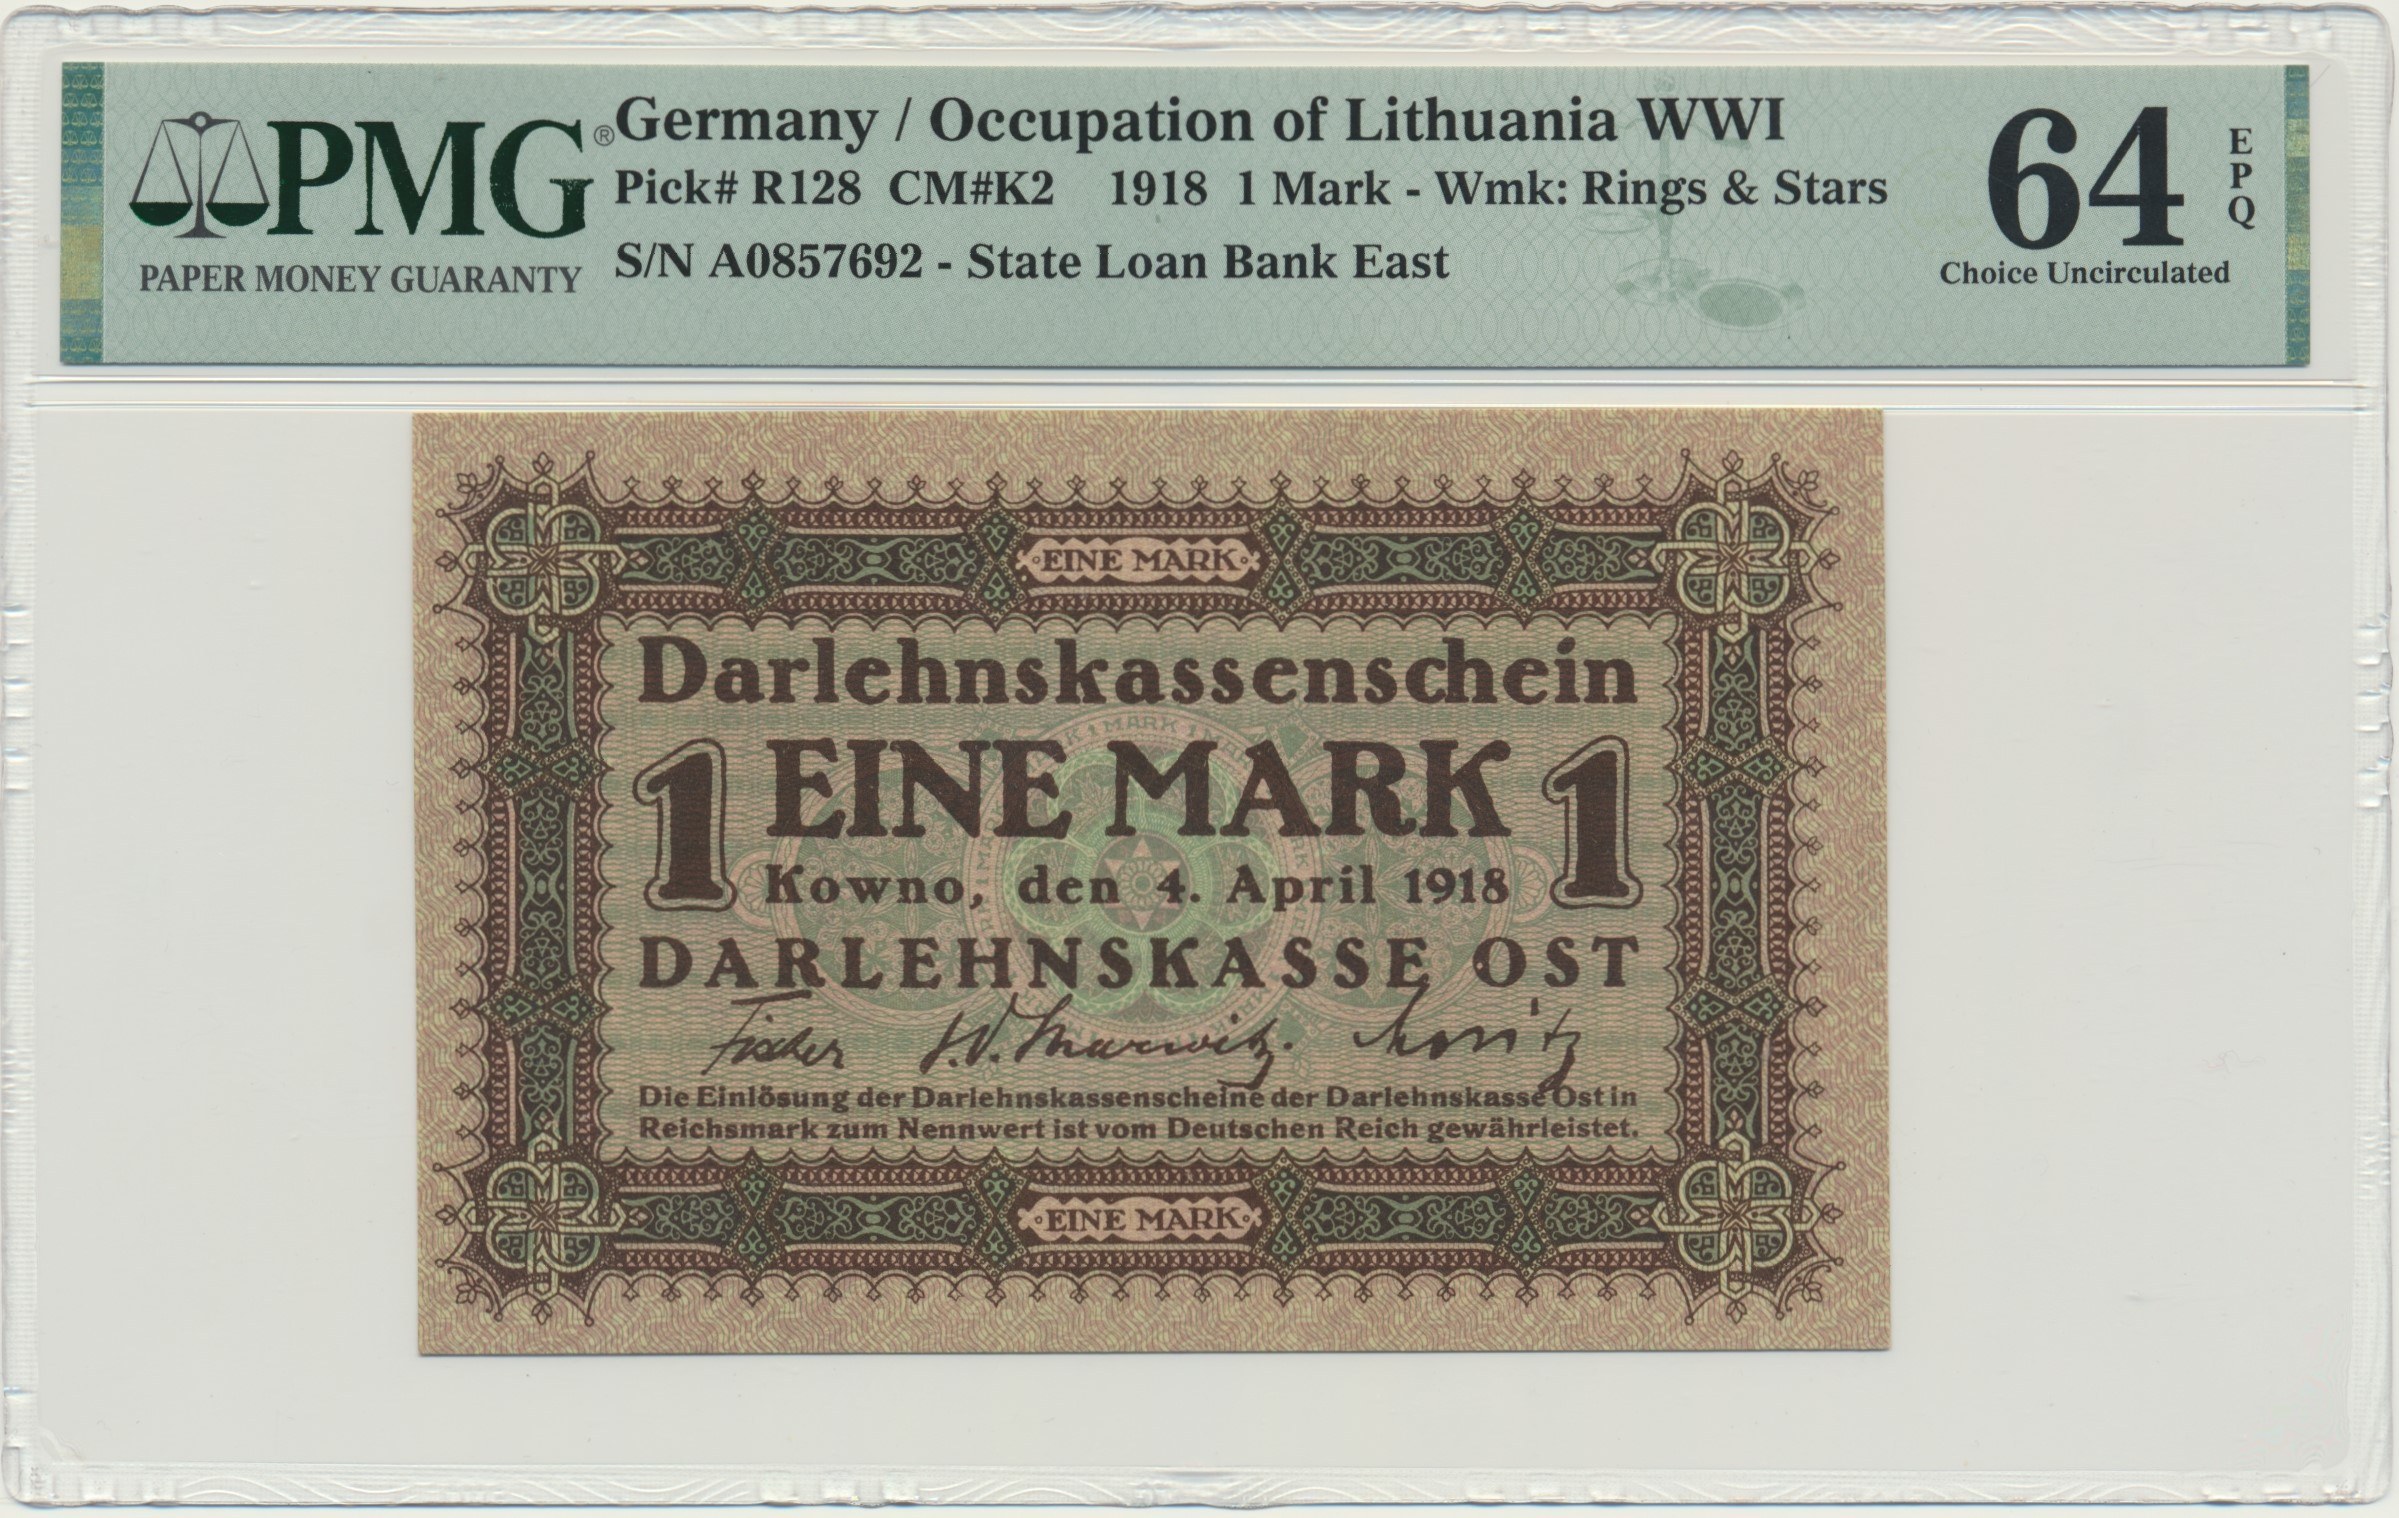 PMG®
PAPER MONEY GUARANTY
Germany / Occupation of Lithuania WWI
Pick# R128 CM#K2 1918 1 Mark - Wmk: Rings & Stars
S/N A0857692 - State Loan Bank East
64 EPQ
Choice Uncirculated
EINE MARK
Darlehnskassenschein
1 EINE MARK 1
Kowno, den 4. April 1918
DARLEHNSKASSE OST
Fischer
Moritz
Die Einlösung der Darlehnskassenscheine der Darlehnskasse Ost in
Reichsmark zum Nennwert ist vom Deutschen Reich gewährleistet.
EINE MARK